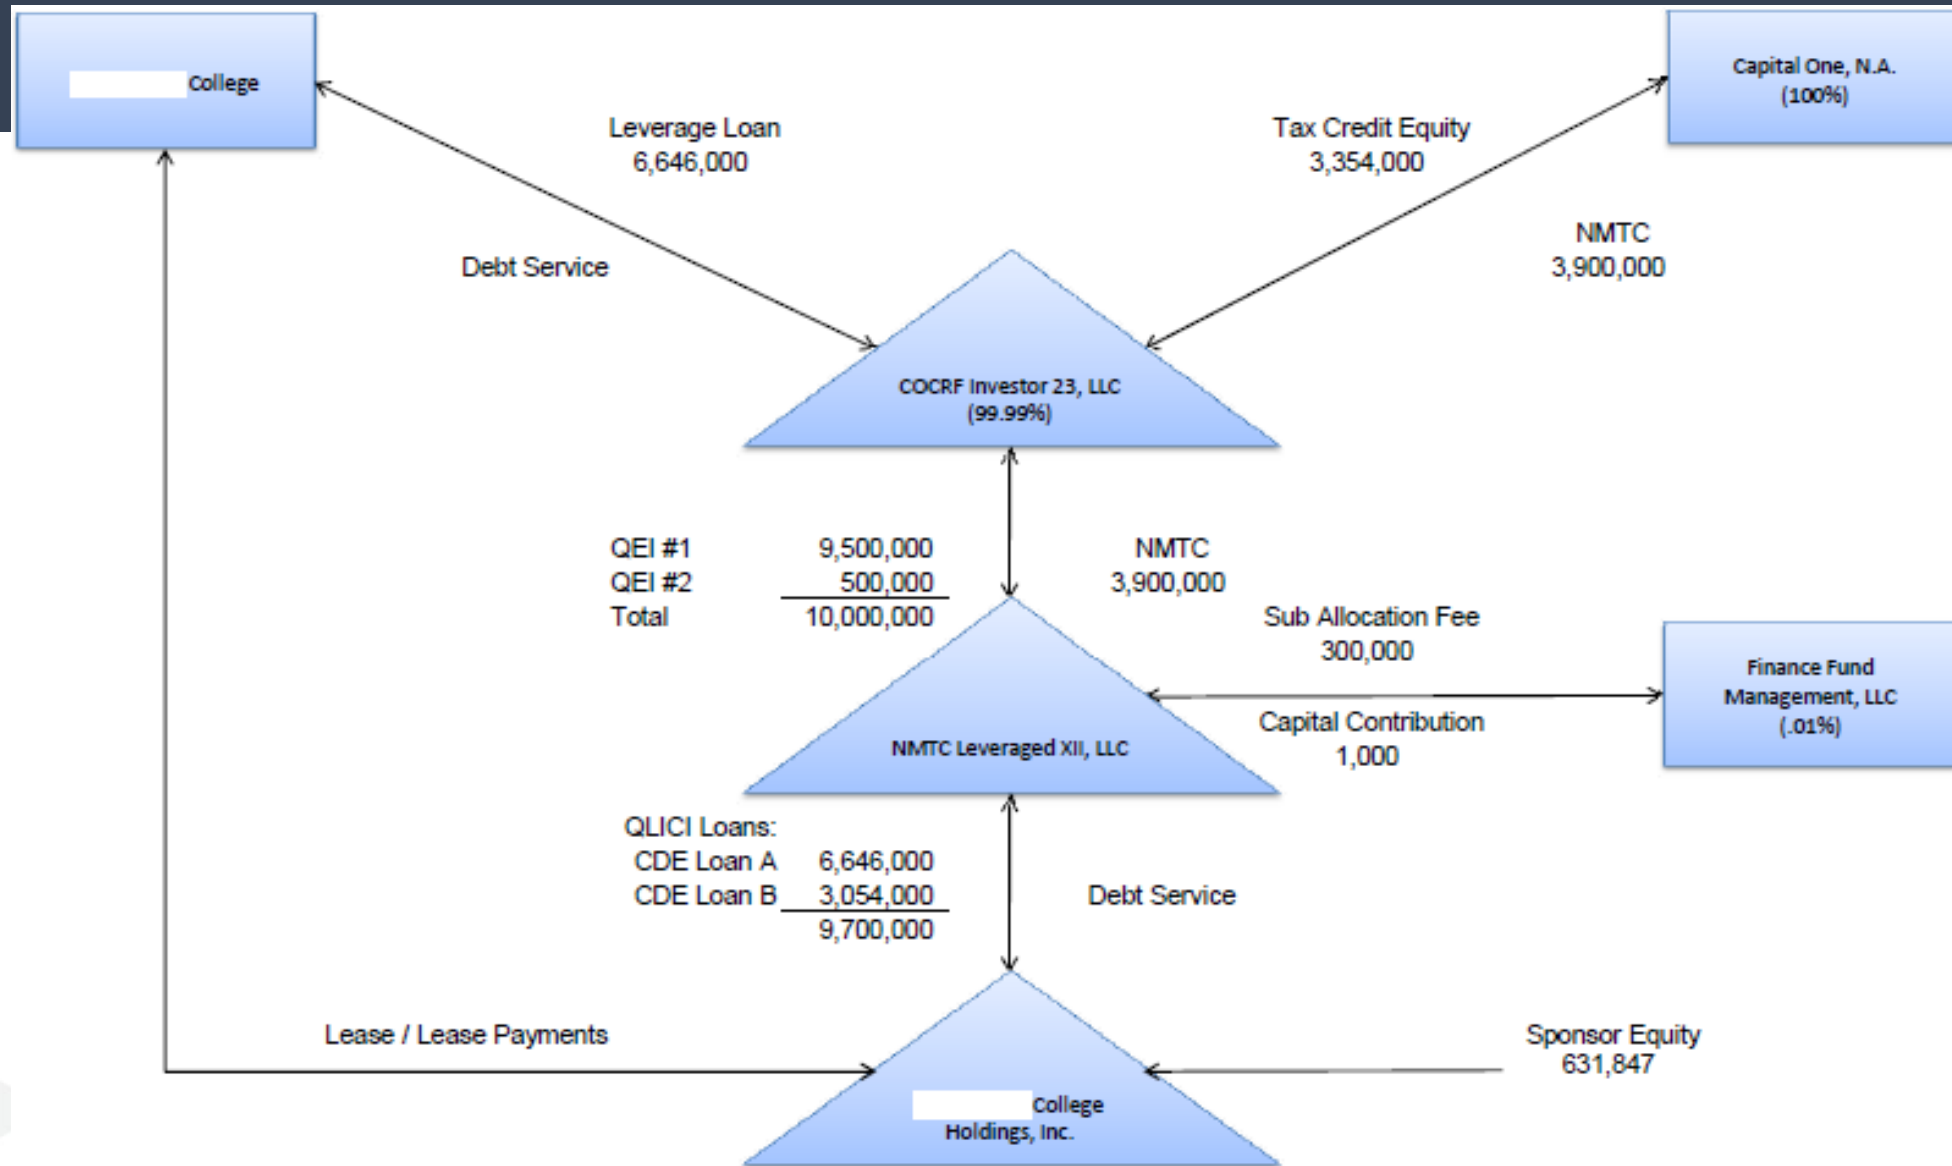 College
Capital One, N.A.
(100%)
Leverage Loan
6,646,000
Tax Credit Equity
3,354,000
NMTC
3,900,000
Debt Service
COCRF Investor 23, LLC
(99.99%)
QEI #1 9,500,000
QEI #2 500,000
Total 10,000,000
NMTC
3,900,000
Sub Allocation Fee
300,000
Finance Fund
Management, LLC
(.01%)
Capital Contribution
1,000
NMTC Leveraged XII, LLC
QLICI Loans:
CDE Loan A 6,646,000
CDE Loan B 3,054,000
9,700,000
Debt Service
Lease / Lease Payments
Sponsor Equity
631,847
College
Holdings, Inc.